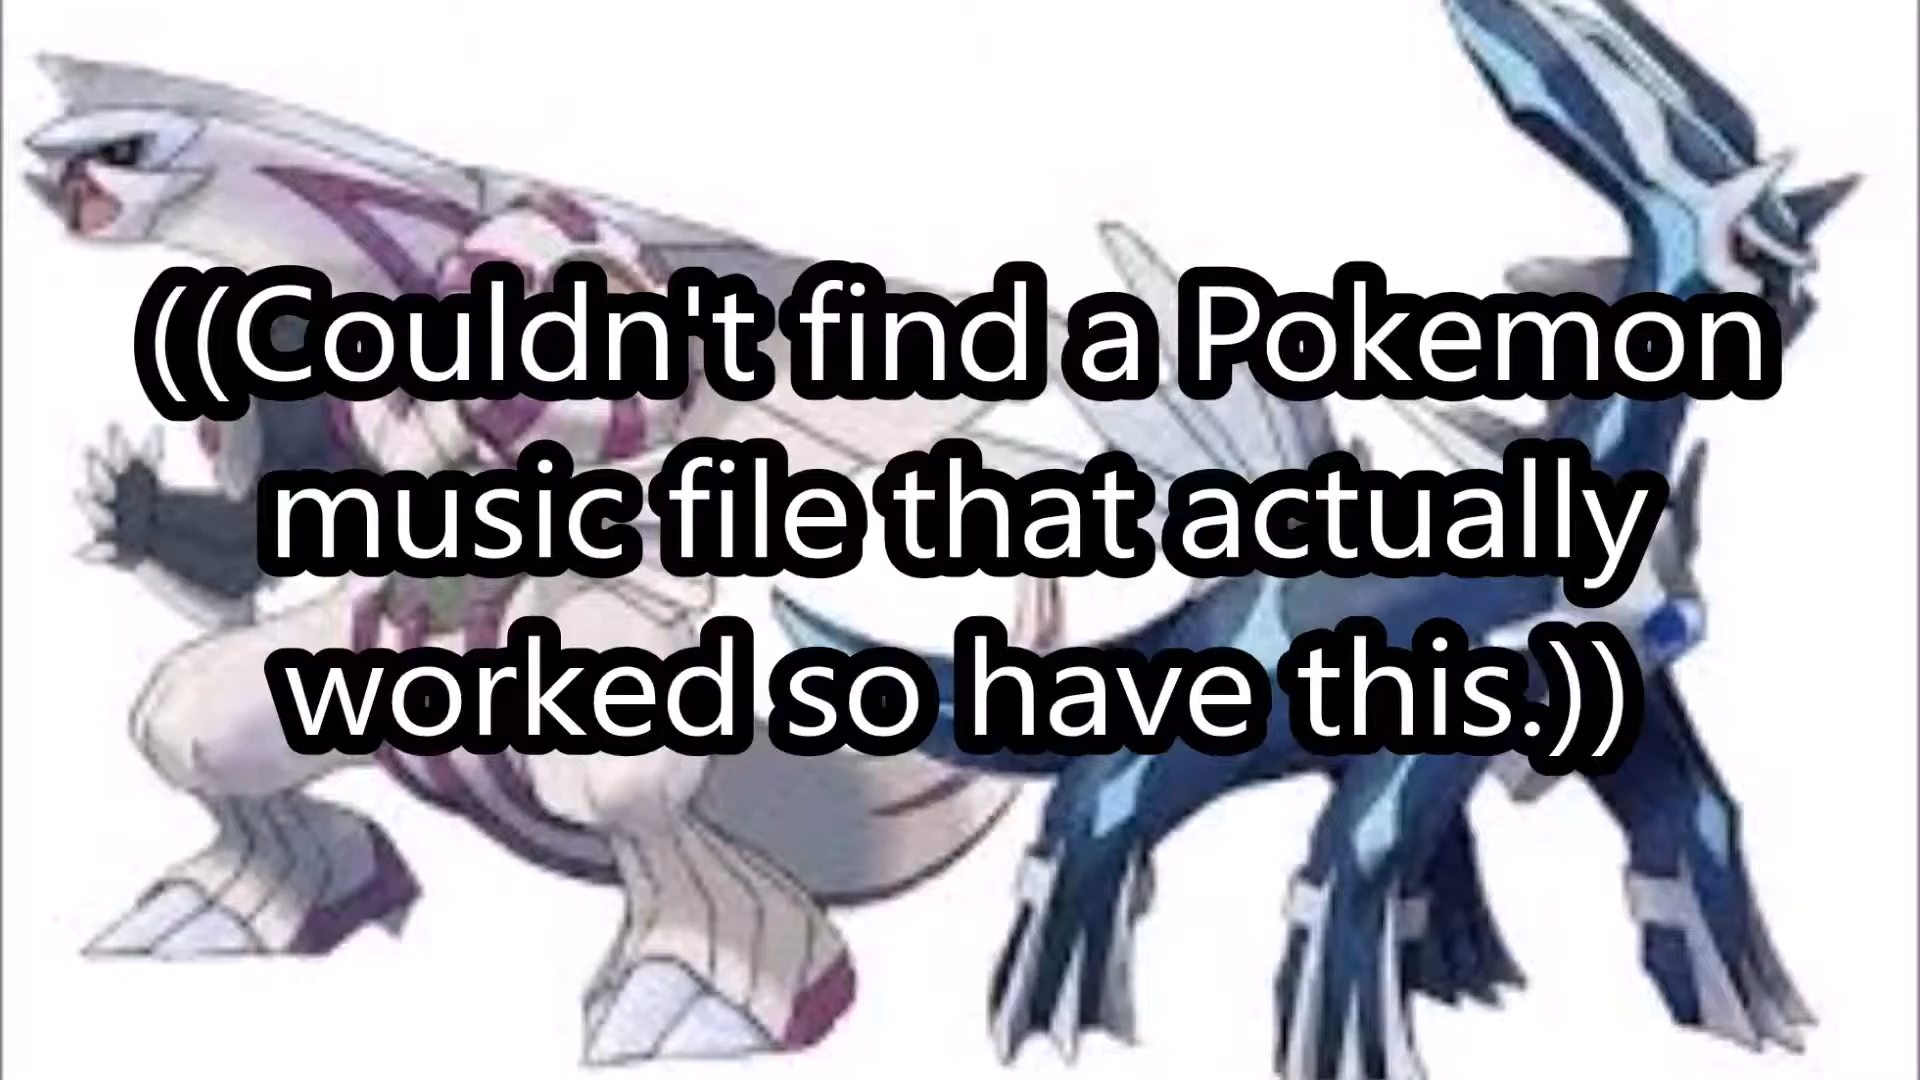 ((Couldn't find a Pokemon
music file that actually
worked so have this.))